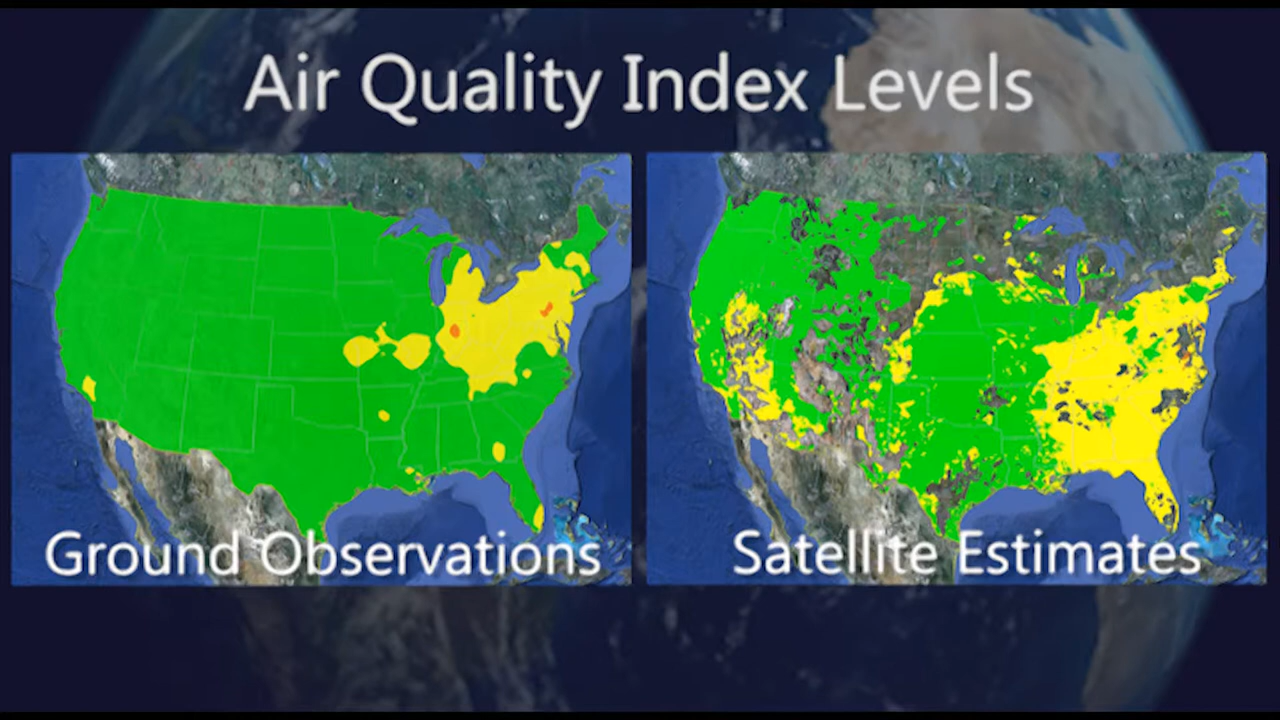 Air Quality Index Levels
Ground Observations
Satellite Estimates